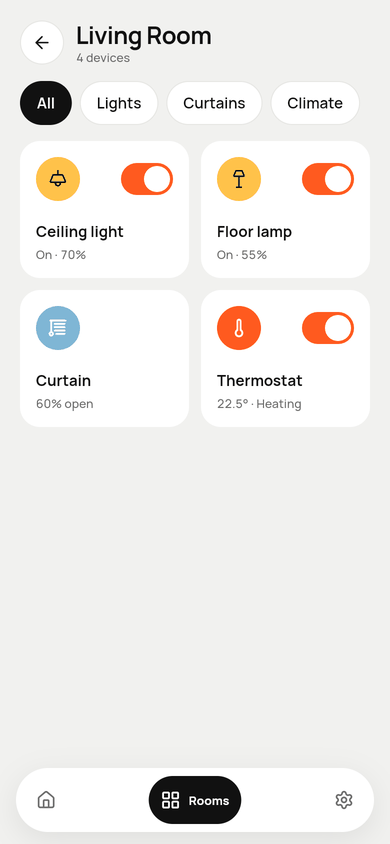 Living Room
4 devices
All
Lights
Curtains
Climate
Ceiling light
On · 70%
Floor lamp
On · 55%
Curtain
60% open
Thermostat
22.5° · Heating
Rooms